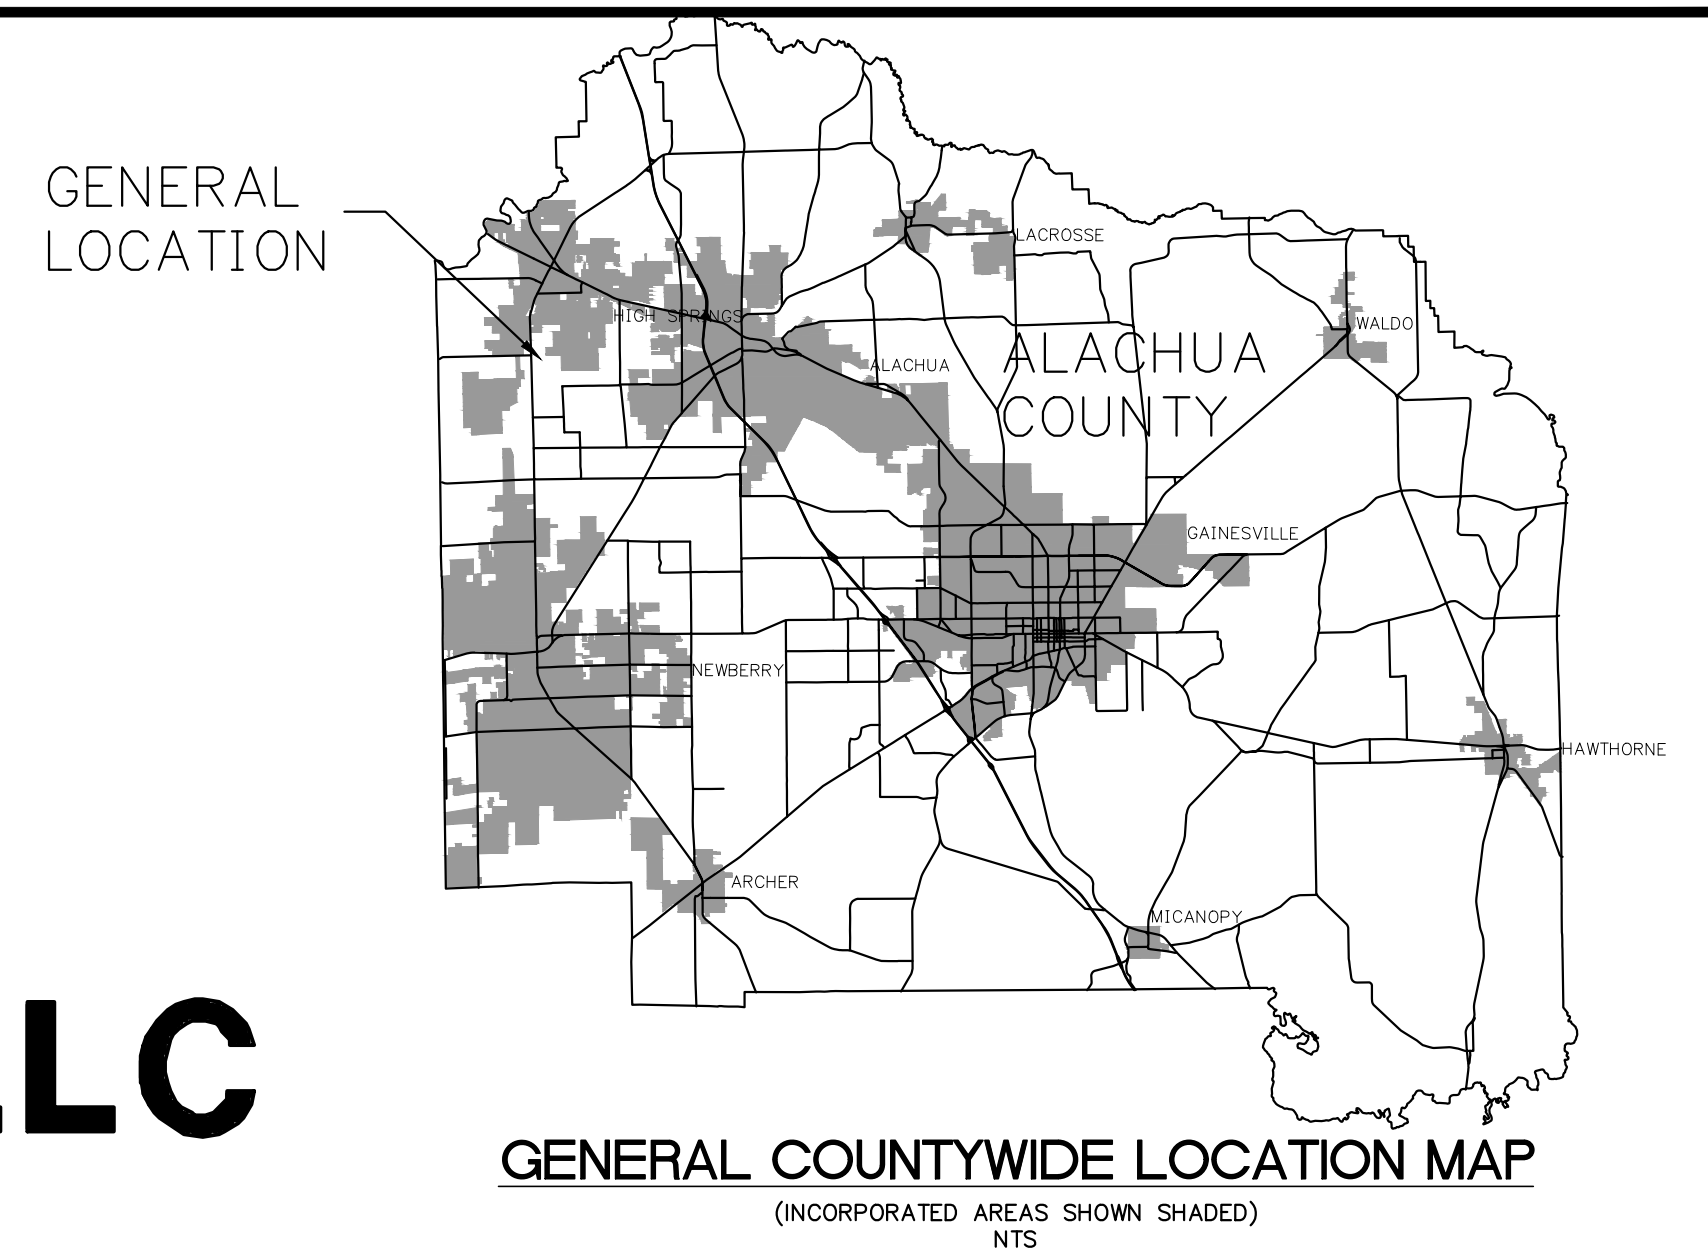 GENERAL
LOCATION
LACROSSE
HIGH SPRINGS
WALDO
ALACHUA
ALACHUA
COUNTY
GAINESVILLE
NEWBERRY
HAWTHORNE
ARCHER
MICANOPY
LLC
GENERAL COUNTYWIDE LOCATION MAP
(INCORPORATED AREAS SHOWN SHADED)
NTS